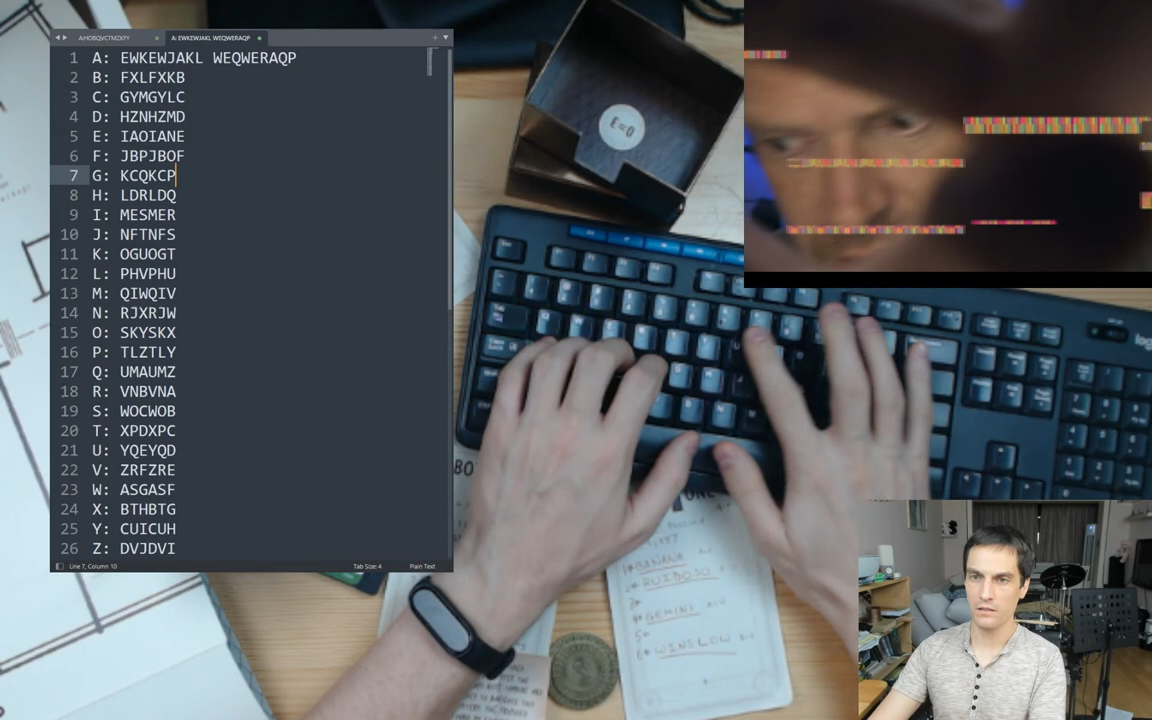 A:HOBQVCTMZKFY
A: EWKEWJAKL WEQWERAQP
1 A: EWKEWJAKL WEQWERAQP
2 B: FXLFXKB
3 C: GYMGYLC
4 D: HZNHZMD
5 E: IAOIANE
6 F: JBPJBOF
7 G: KCQKCP
8 H: LDRLDQ
9 I: MESMER
10 J: NFTNFS
11 K: OGUOGT
12 L: PHVPHU
13 M: QIWQIV
14 N: RJXRJW
15 O: SKYSKX
16 P: TLZTLY
17 Q: UMAUMZ
18 R: VNBVNA
19 S: WOCWOB
20 T: XPDXPC
21 U: YQEYQD
22 V: ZRFZRE
23 W: ASGASF
24 X: BTHBTG
25 Y: CUICUH
26 Z: DVJDVI
Line 7, Column 10
Tab Size: 4
Plain Text
E=0
BANANA
RUIDOSO
GEMINI
WINSLOW